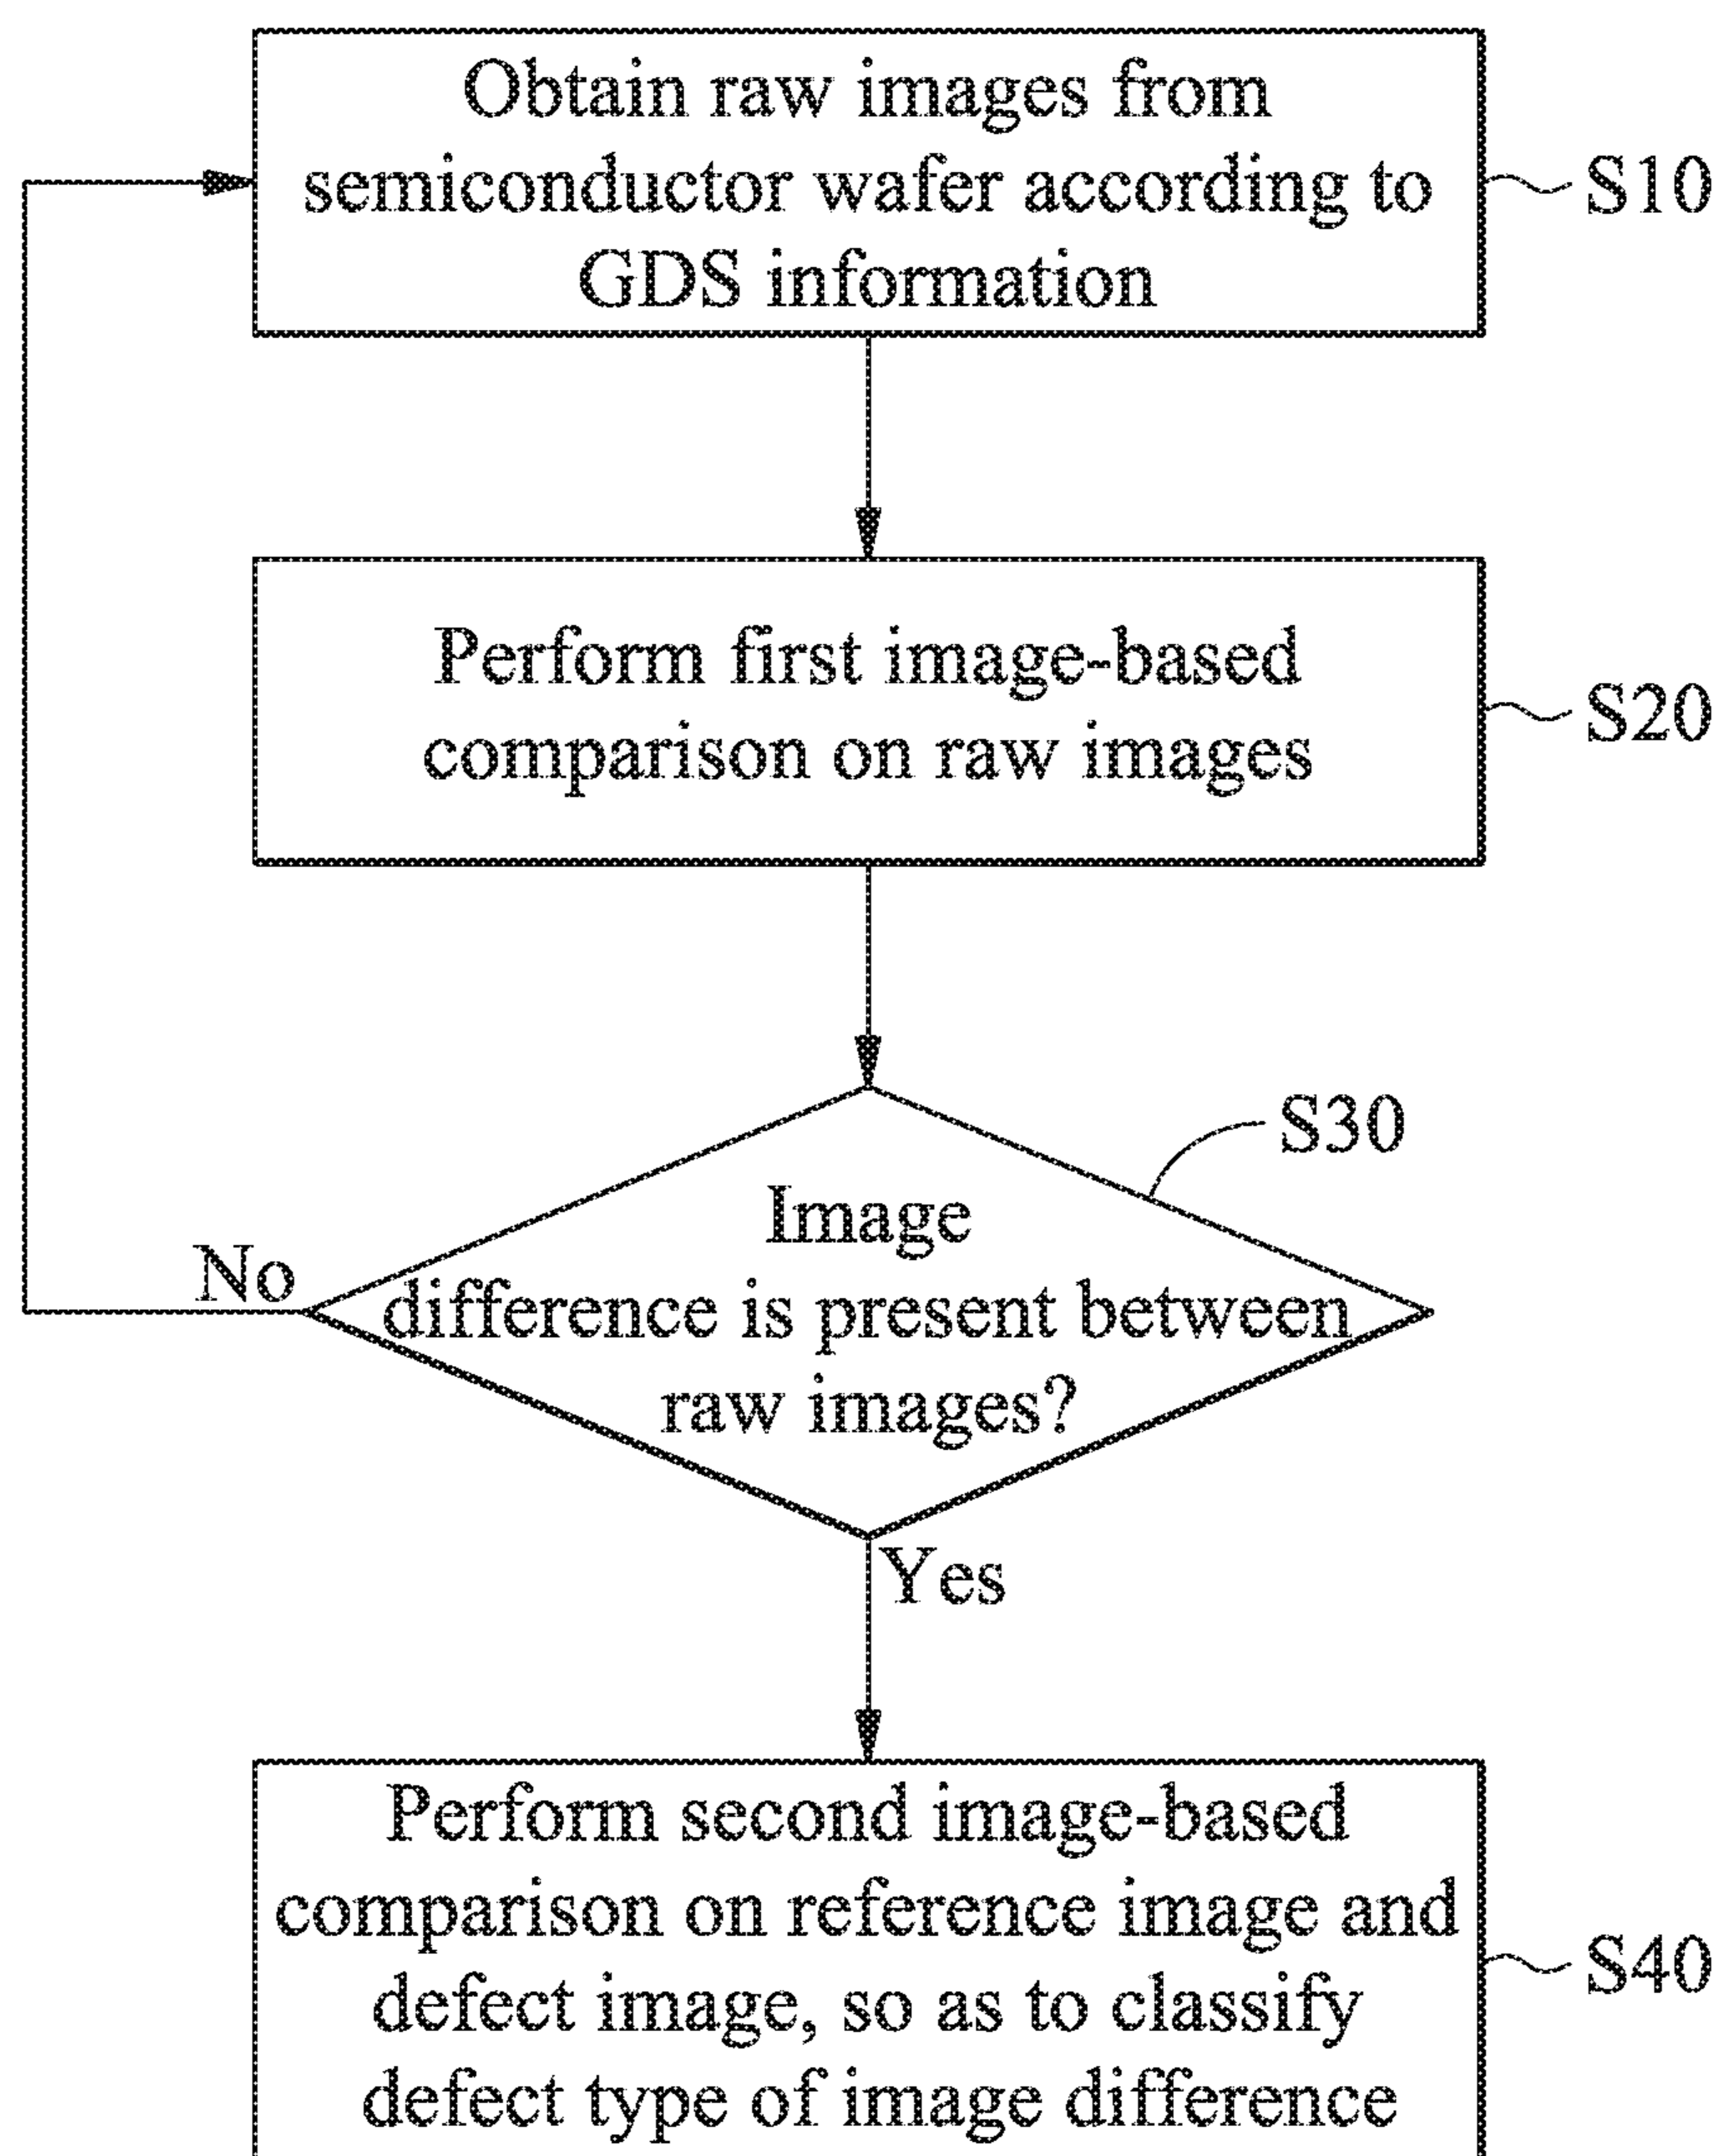 Obtain raw images from
semiconductor wafer according to
GDS information
S10
Perform first image-based
comparison on raw images
S20
S30
Image
difference is present between
raw images?
No
Yes
Perform second image-based
comparison on reference image and
defect image, so as to classify
defect type of image difference
S40